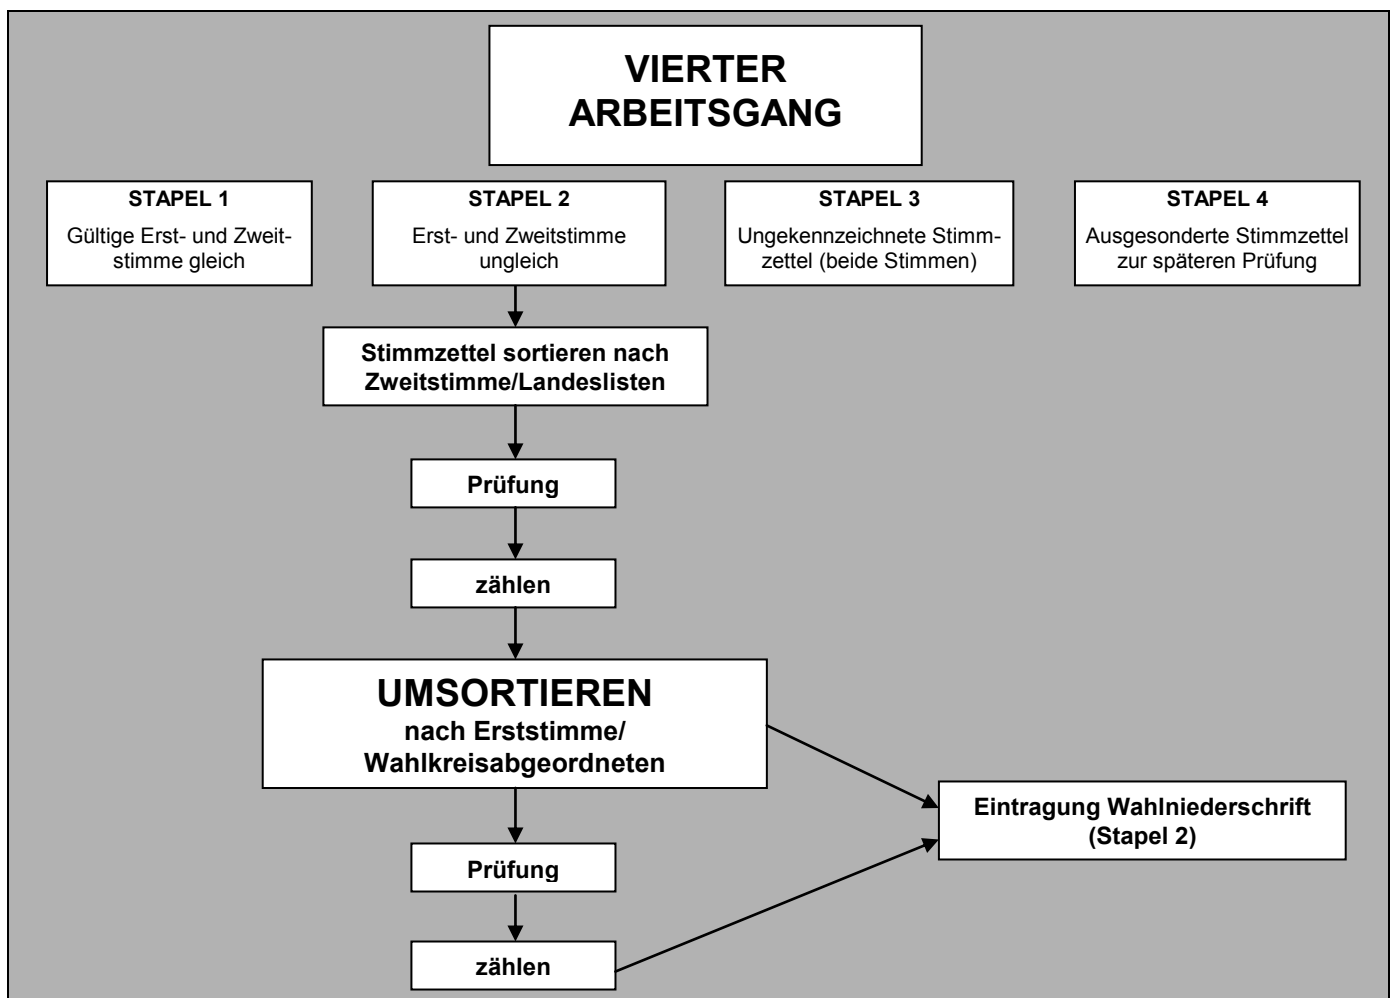 VIERTER
ARBEITSGANG
STAPEL 1
Gültige Erst- und Zweit-
stimme gleich
STAPEL 2
Erst- und Zweitstimme
ungleich
STAPEL 3
Ungekennzeichnete Stimm-
zettel (beide Stimmen)
STAPEL 4
Ausgesonderte Stimmzettel
zur späteren Prüfung
Stimmzettel sortieren nach
Zweitstimme/Landeslisten
Prüfung
zählen
UMSORTIEREN
nach Erststimme/
Wahlkreisabgeordneten
Eintragung Wahlniederschrift
(Stapel 2)
Prüfung
zählen